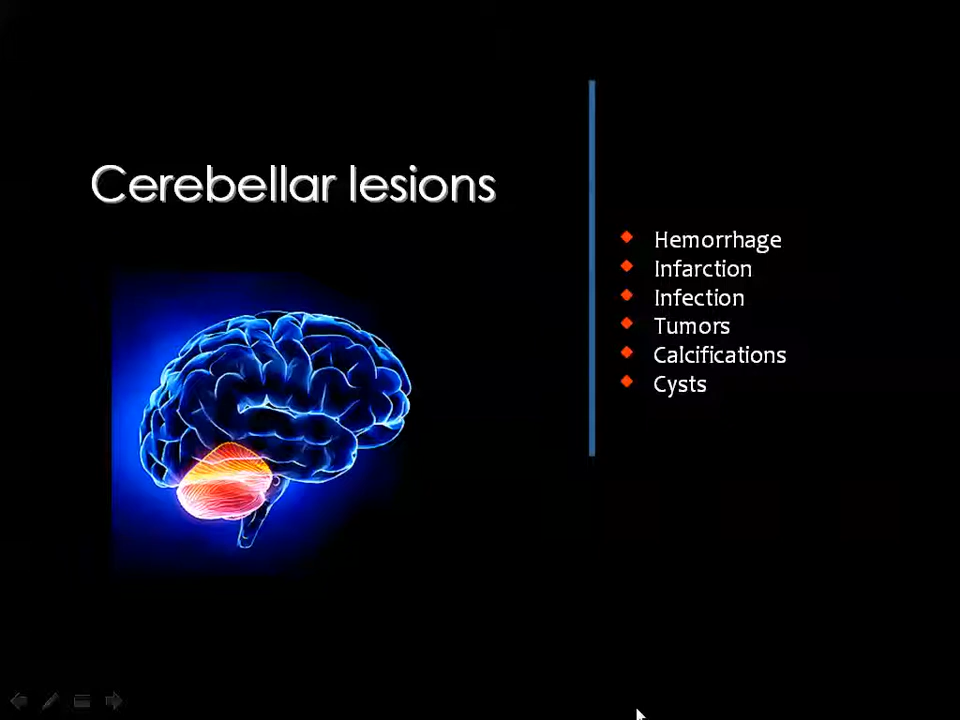 Cerebellar lesions
Hemorrhage
Infarction
Infection
Tumors
Calcifications
Cysts